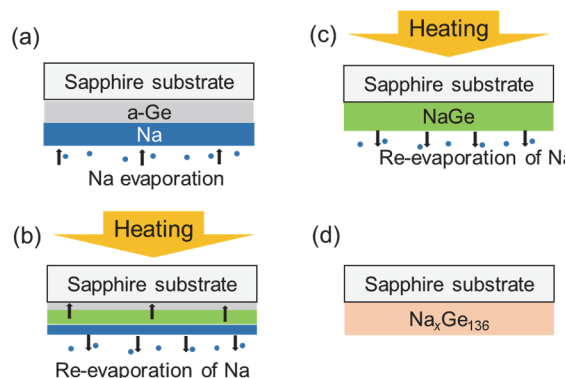 (a)
Sapphire substrate
a-Ge
Na
Na evaporation
(b)
Heating
Sapphire substrate
Re-evaporation of Na
(c)
Heating
Sapphire substrate
NaGe
Re-evaporation of Na
(d)
Sapphire substrate
NaxGe136